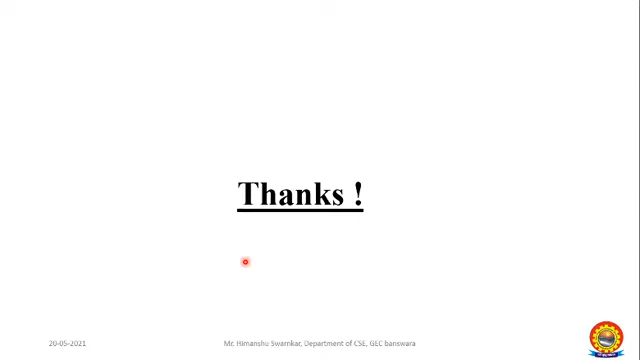 Thanks !
20-05-2021
Mr. Himanshu Swarnkar, Department of CSE, GEC banswara